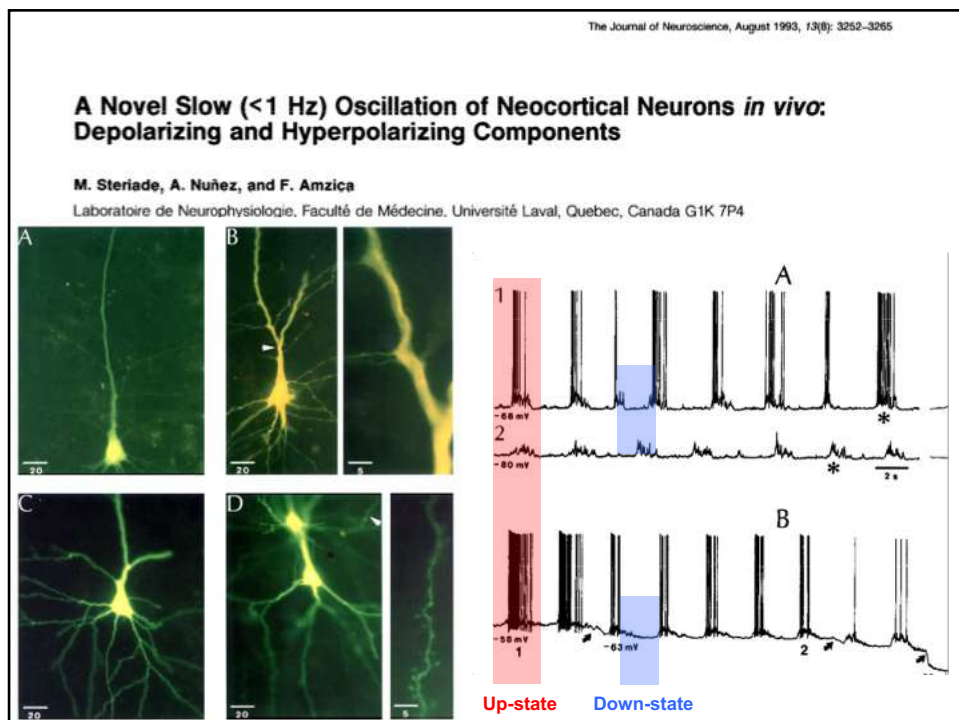 The Journal of Neuroscience, August 1993, 13(8): 3252–3265
A Novel Slow (<1 Hz) Oscillation of Neocortical Neurons in vivo:
Depolarizing and Hyperpolarizing Components
M. Steriade, A. Nuñez, and F. Amzica
Laboratoire de Neurophysiologie, Faculté de Médecine, Université Laval, Quebec, Canada G1K 7P4
A
20
B
20
5
C
20
D
20
5
A
1
-68 mV
*
2
-80 mV
*
2 s
B
-58 mV
1
-63 mV
2
Up-state
Down-state